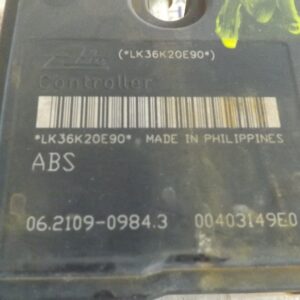 (*LK36K20E90*)
Controller
*LK36K20E90* MADE IN PHILIPPINES
ABS
06.2109-0984.3 00403149E0